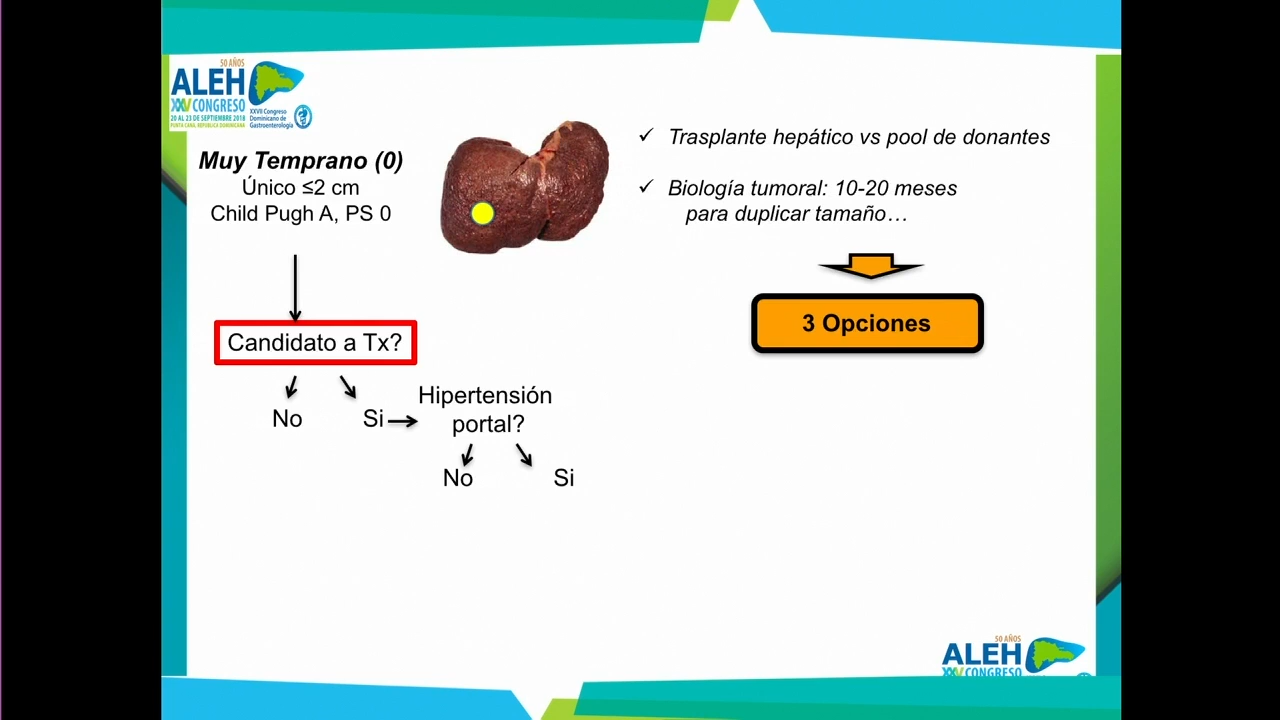 50 AÑOS
ALEH
XXV CONGRESO
20 AL 23 DE SEPTIEMBRE 2018
PUNTA CANA, REPÚBLICA DOMINICANA
XXVII Congreso
Dominicano de
Gastroenterología
Muy Temprano (0)
Único ≤2 cm
Child Pugh A, PS 0
✓ Trasplante hepático vs pool de donantes
✓ Biología tumoral: 10-20 meses
para duplicar tamaño…
3 Opciones
Candidato a Tx?
No
Si
Hipertensión
portal?
No
Si
50 AÑOS
ALEH
XXV CONGRESO